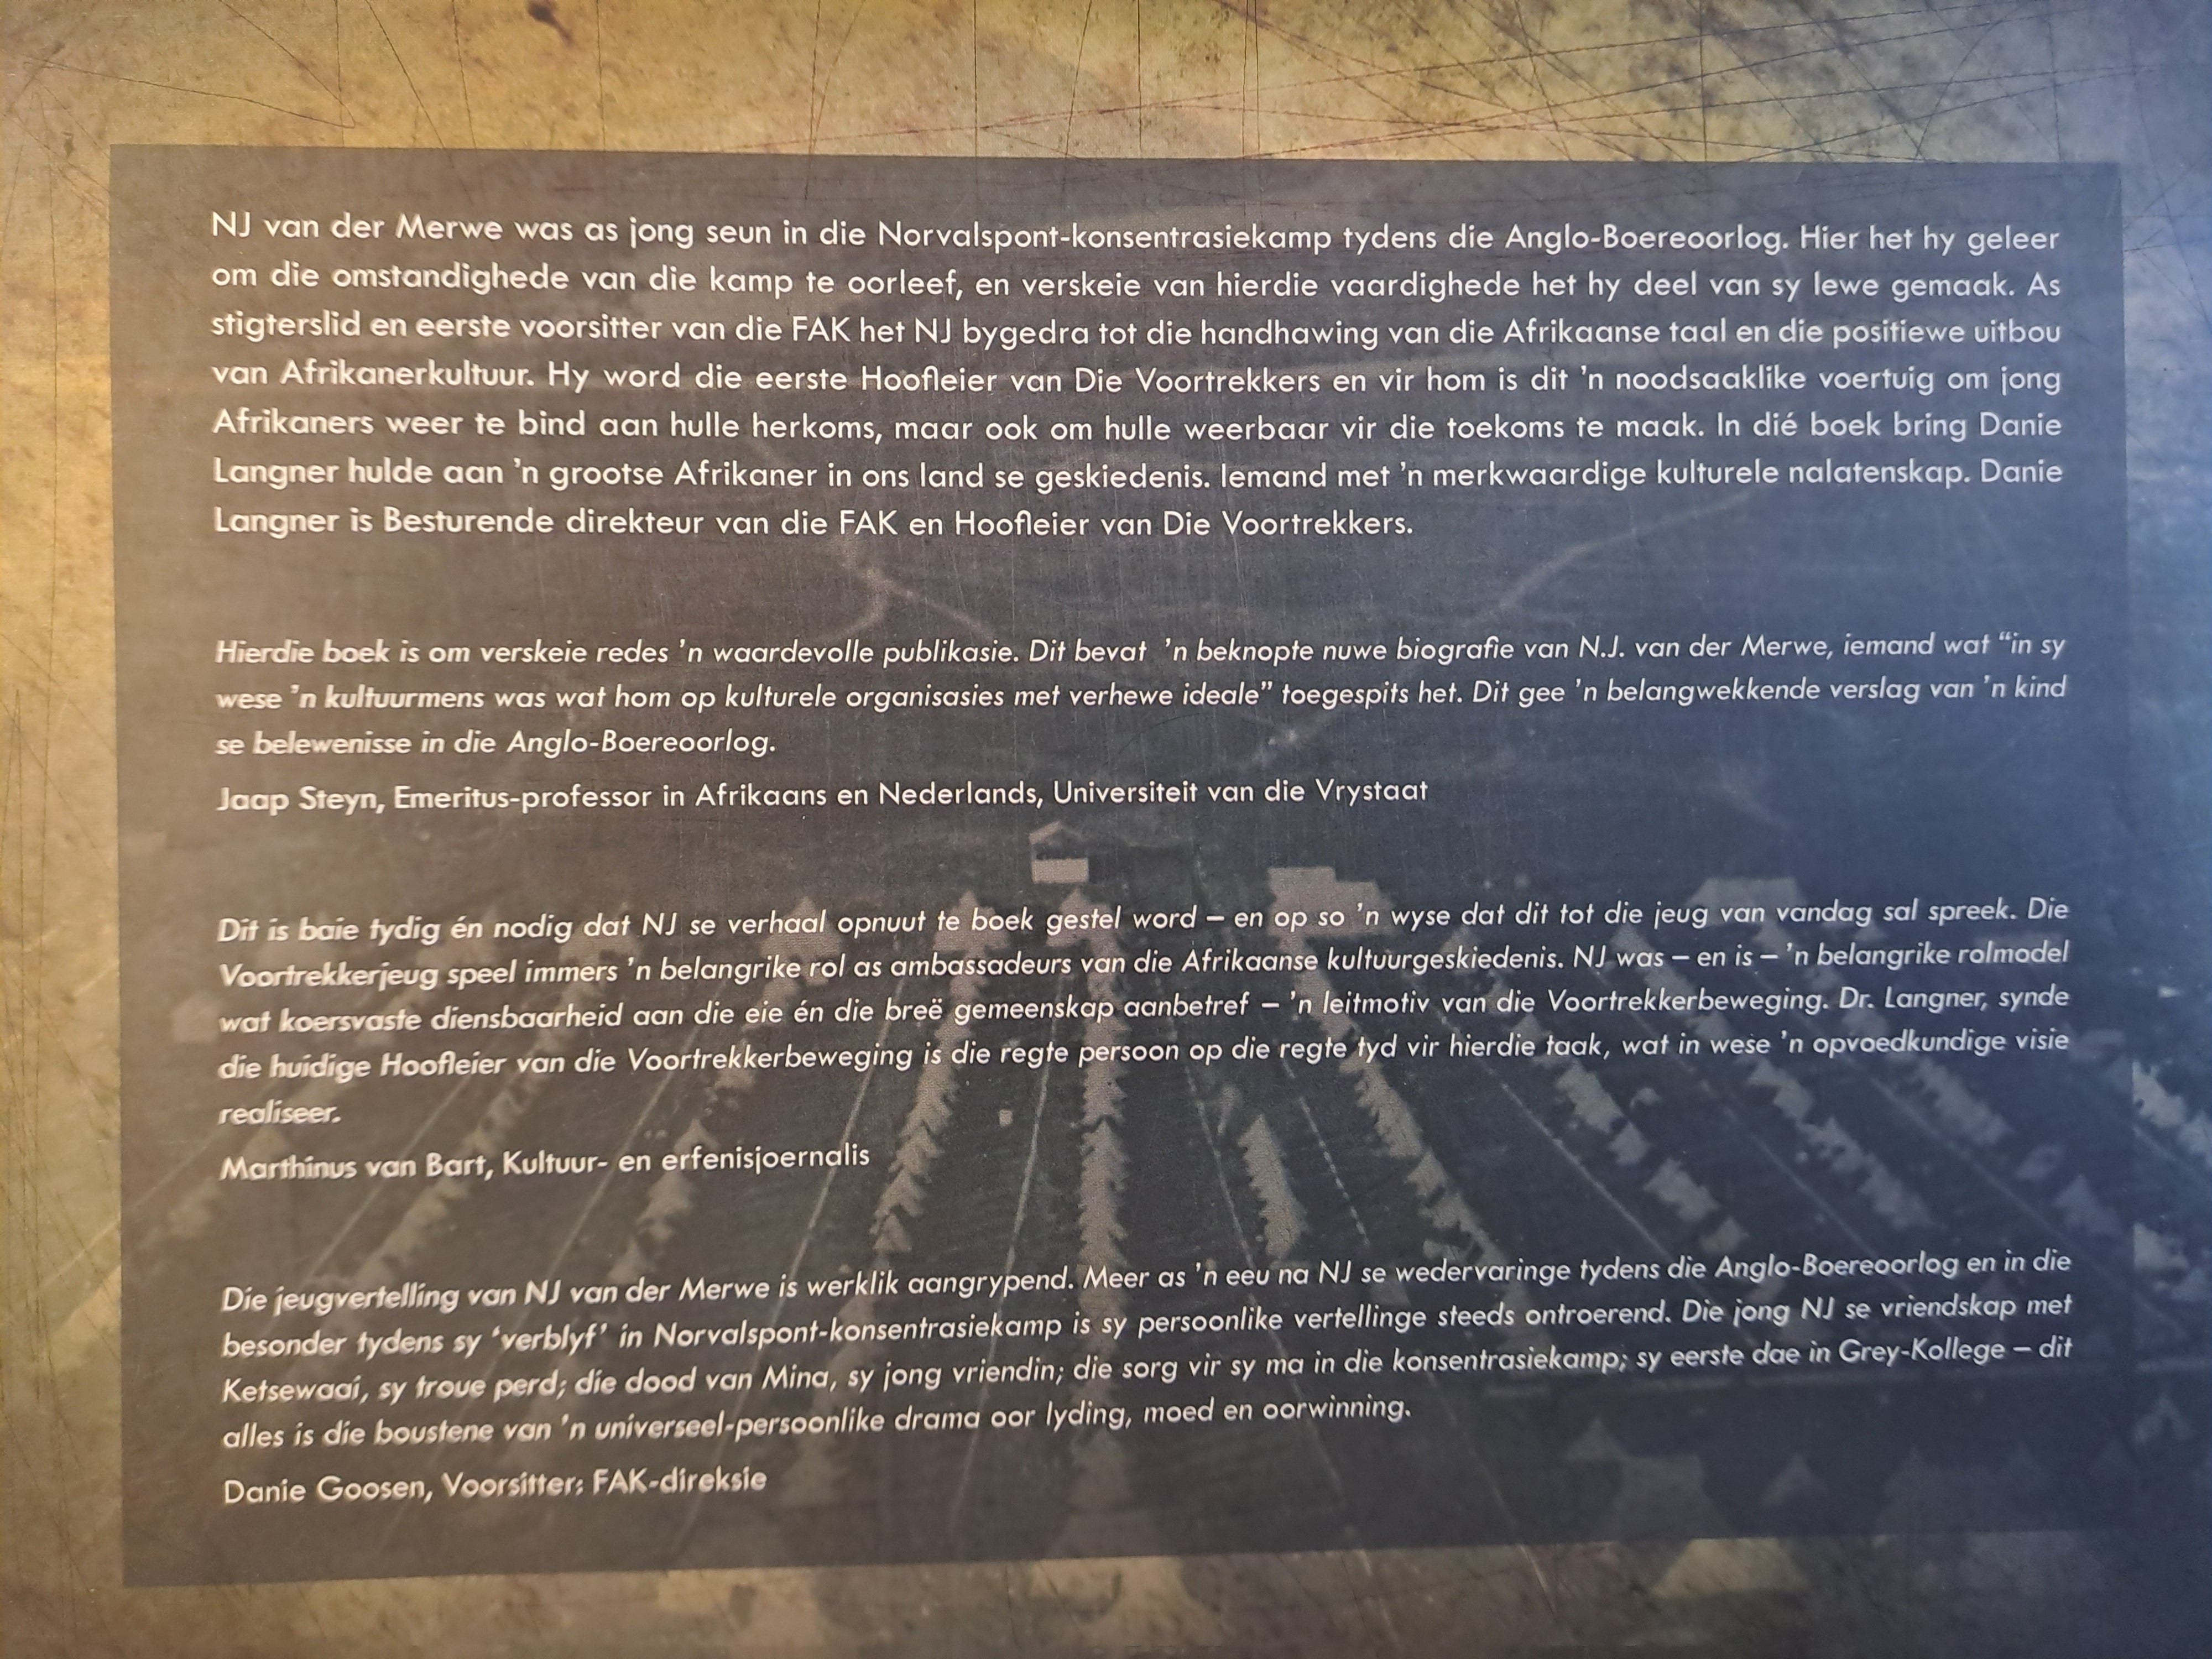 NJ van der Merwe was as jong seun in die Norvalspont-konsentrasiekamp tydens die Anglo-Boereoorlog. Hier het hy geleer
om die omstandighede van die kamp te oorleef, en verskeie van hierdie vaardighede het hy deel van sy lewe gemaak. As
stigterslid en eerste voorsitter van die FAK het NJ bygedra tot die handhawing van die Afrikaanse taal en die positiewe uitbou
van Afrikanerkultuur. Hy word die eerste Hoofleier van Die Voortrekkers en vir hom is dit 'n noodsaaklike voertuig om jong
Afrikaners weer te bind aan hulle herkoms, maar ook om hulle weerbaar vir die toekoms te maak. In dié boek bring Danie
Langner hulde aan 'n grootse Afrikaner in ons land se geskiedenis. Iemand met 'n merkwaardige kulturele nalatenskap. Danie
Langner is Besturende direkteur van die FAK en Hoofleier van Die Voortrekkers.
Hierdie boek is om verskeie redes 'n waardevolle publikasie. Dit bevat 'n beknopte nuwe biografie van N.J. van der Merwe, iemand wat "in sy
wese 'n kultuurmens was wat hom op kulturele organisasies met verhewe ideale" toegespits het. Dit gee 'n belangwekkende verslag van 'n kind
se belewenisse in die Anglo-Boereoorlog.
Jaap Steyn, Emeritus-professor in Afrikaans en Nederlands, Universiteit van die Vrystaat
Dit is baie tydig én nodig dat NJ se verhaal opnuut te boek gestel word – en op so 'n wyse dat dit tot die jeug van vandag sal spreek. Die
Voortrekkerjeug speel immers 'n belangrike rol as ambassadeurs van die Afrikaanse kultuurgeskiedenis. NJ was – en is – 'n belangrike rolmodel
wat koersvaste diensbaarheid aan die eie én die breë gemeenskap aanbetref – 'n leitmotiv van die Voortrekkerbeweging. Dr. Langner, synde
die huidige Hoofleier van die Voortrekkerbeweging is die regte persoon op die regte tyd vir hierdie taak, wat in wese 'n opvoedkundige visie
realiseer.
Marthinus van Bart, Kultuur- en erfenisjoernalis
Die jeugvertelling van NJ van der Merwe is werklik aangrypend. Meer as 'n eeu na NJ se wedervaringe tydens die Anglo-Boereoorlog en in die
besonder tydens sy 'verblyf' in Norvalspont-konsentrasiekamp is sy persoonlike vertellinge steeds ontroerend. Die jong NJ se vriendskap met
Ketsewaai, sy troue perd; die dood van Mina, sy jong vriendin; die sorg vir sy ma in die konsentrasiekamp; sy eerste dae in Grey-Kollege – dit
alles is die boustene van 'n universeel-persoonlike drama oor lyding, moed en oorwinning.
Danie Goosen, Voorsitter: FAK-direksie